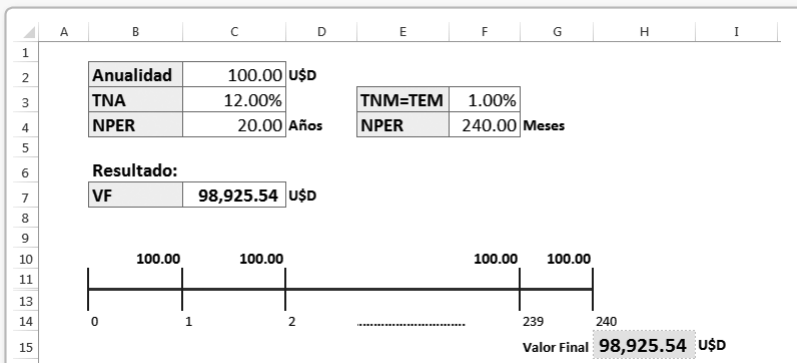 A B C D E F G H I
1
2 Anualidad 100.00 U$D
3 TNA 12.00% TNM=TEM 1.00%
4 NPER 20.00 Años NPER 240.00 Meses
5
6 Resultado:
7 VF 98,925.54 U$D
8
9
10 100.00 100.00 100.00 100.00
11
13
14 0 1 2 ............................ 239 240
15 Valor Final 98,925.54 U$D